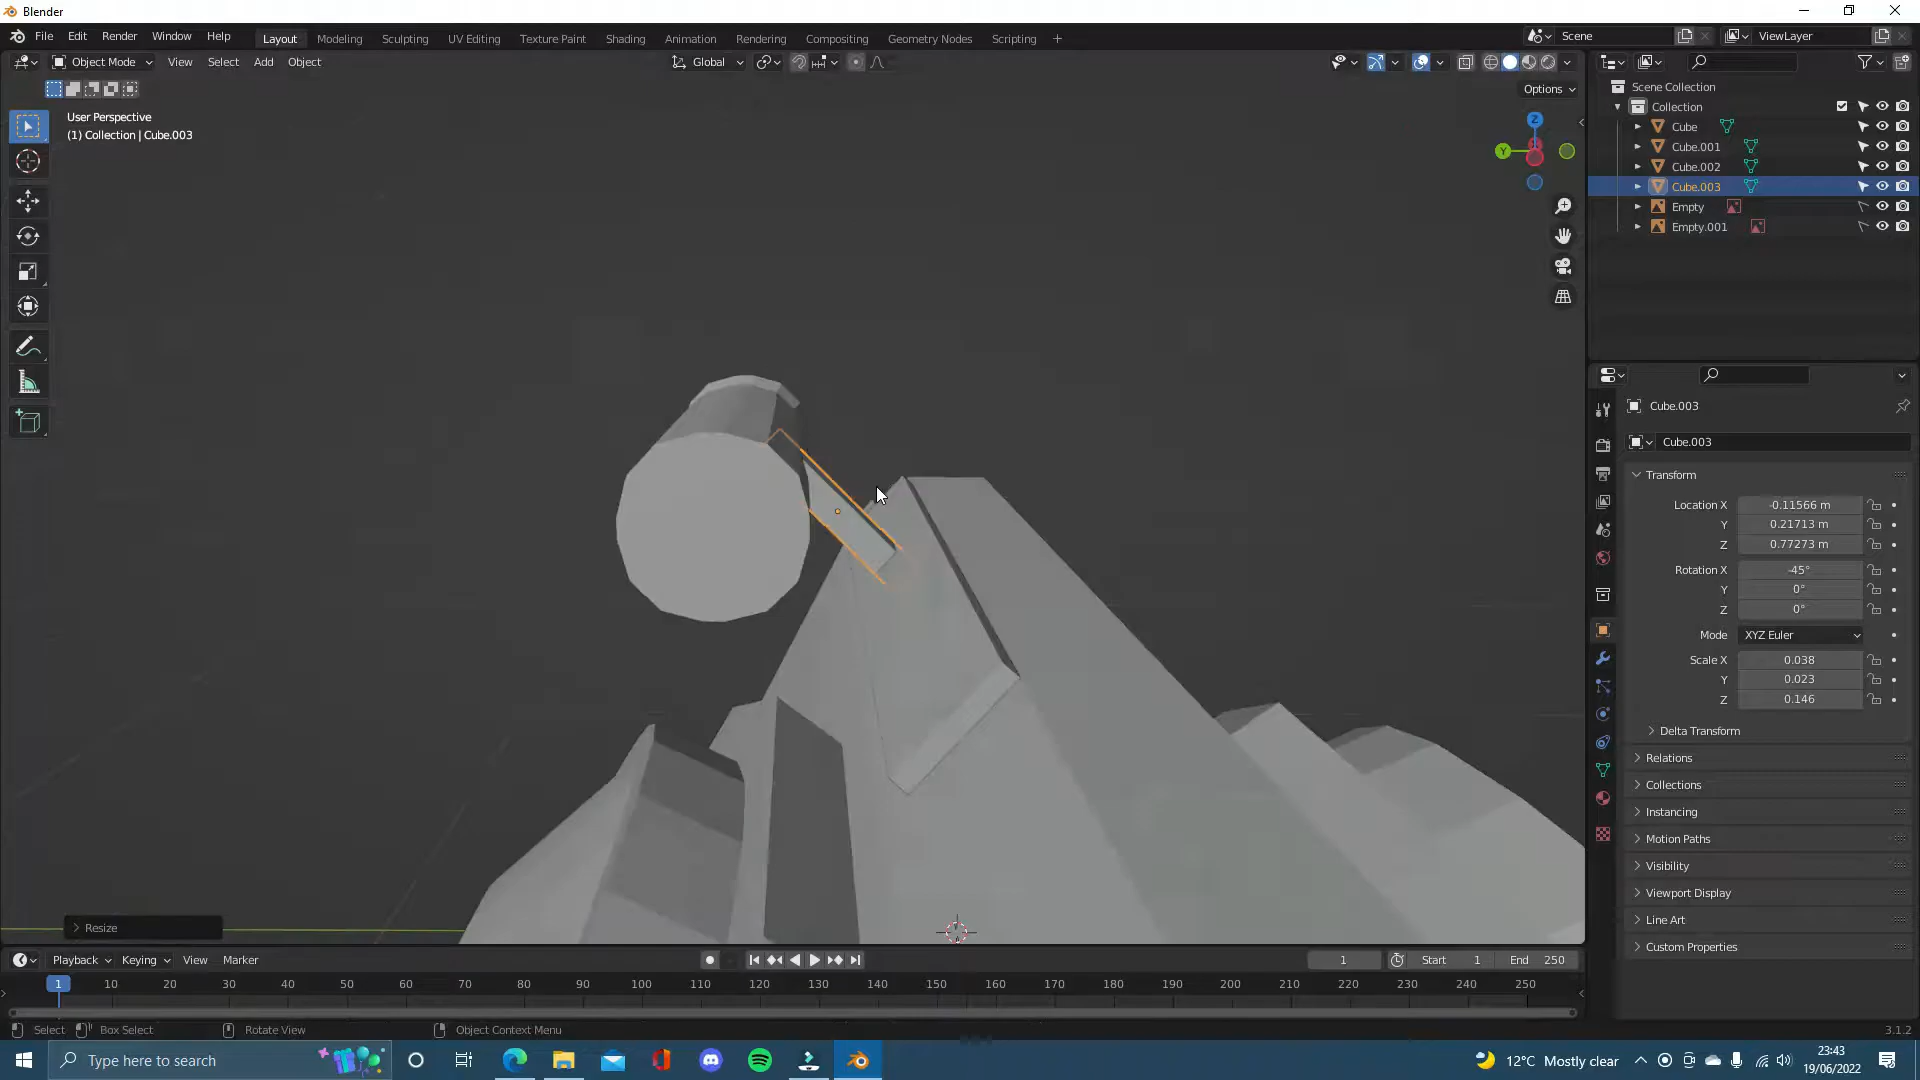 Blender
File Edit Render Window Help Layout Modeling Sculpting UV Editing Texture Paint Shading Animation Rendering Compositing Geometry Nodes Scripting + Scene ViewLayer
Object Mode View Select Add Object Global
Options
User Perspective
(1) Collection | Cube.003
Z
Y
Resize
Scene Collection
Collection
Cube
Cube.001
Cube.002
Cube.003
Empty
Empty.001
Cube.003
Cube.003
Transform
Location X -0.11566 m
Y 0.21713 m
Z 0.77273 m
Rotation X -45°
Y 0°
Z 0°
Mode XYZ Euler
Scale X 0.038
Y 0.023
Z 0.146
Delta Transform
Relations
Collections
Instancing
Motion Paths
Visibility
Viewport Display
Line Art
Custom Properties
Playback Keying View Marker 1 Start 1 End 250
1 10 20 30 40 50 60 70 80 90 100 110 120 130 140 150 160 170 180 190 200 210 220 230 240 250
Select Box Select Rotate View Object Context Menu 3.1.2
Type here to search 12°C Mostly clear 23:43
19/06/2022